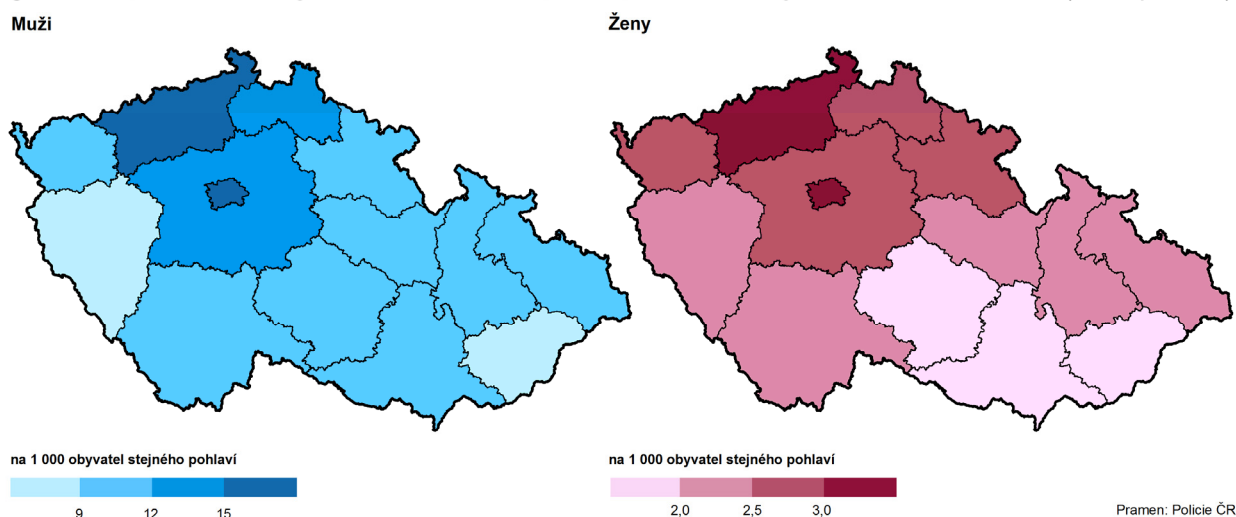 Muži
Ženy
na 1 000 obyvatel stejného pohlaví
9 12 15
na 1 000 obyvatel stejného pohlaví
2,0 2,5 3,0
Pramen: Policie ČR